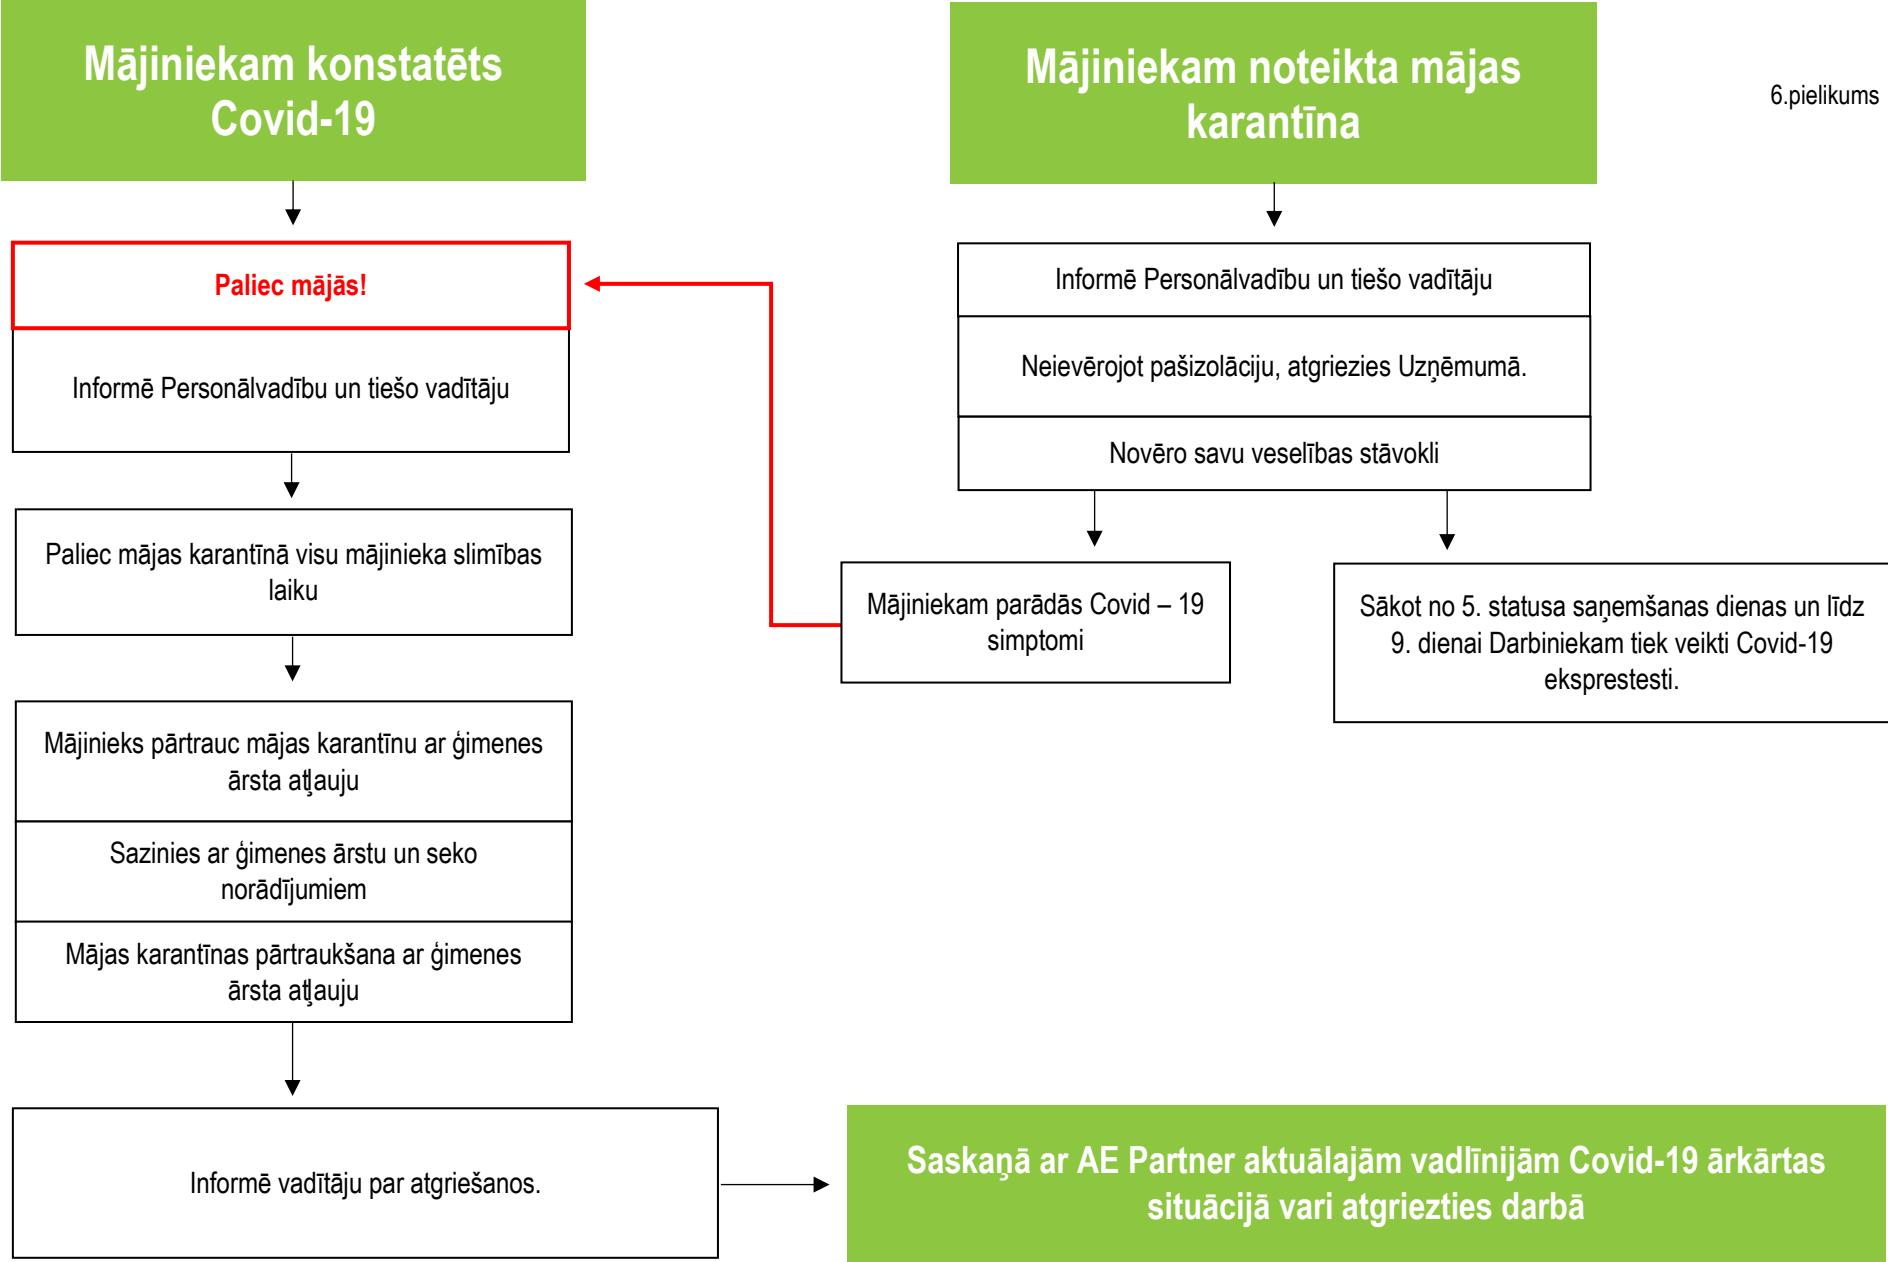 Mājiniekam konstatēts
Covid-19
Mājiniekam noteikta mājas
karantīna
6.pielikums
Paliec mājās!
Informē Personālvadību un tiešo vadītāju
Paliec mājas karantīnā visu mājinieka slimības
laiku
Mājinieks pārtrauc mājas karantīnu ar ģimenes
ārsta atļauju
Sazinies ar ģimenes ārstu un seko
norādījumiem
Mājas karantīnas pārtraukšana ar ģimenes
ārsta atļauju
Informē vadītāju par atgriešanos.
Informē Personālvadību un tiešo vadītāju
Neievērojot pašizolāciju, atgriezies Uzņēmumā.
Novēro savu veselības stāvokli
Mājiniekam parādās Covid – 19
simptomi
Sākot no 5. statusa saņemšanas dienas un līdz
9. dienai Darbiniekam tiek veikti Covid-19
eksprestesti.
Saskaņā ar AE Partner aktuālajām vadlīnijām Covid-19 ārkārtas
situācijā vari atgriezties darbā